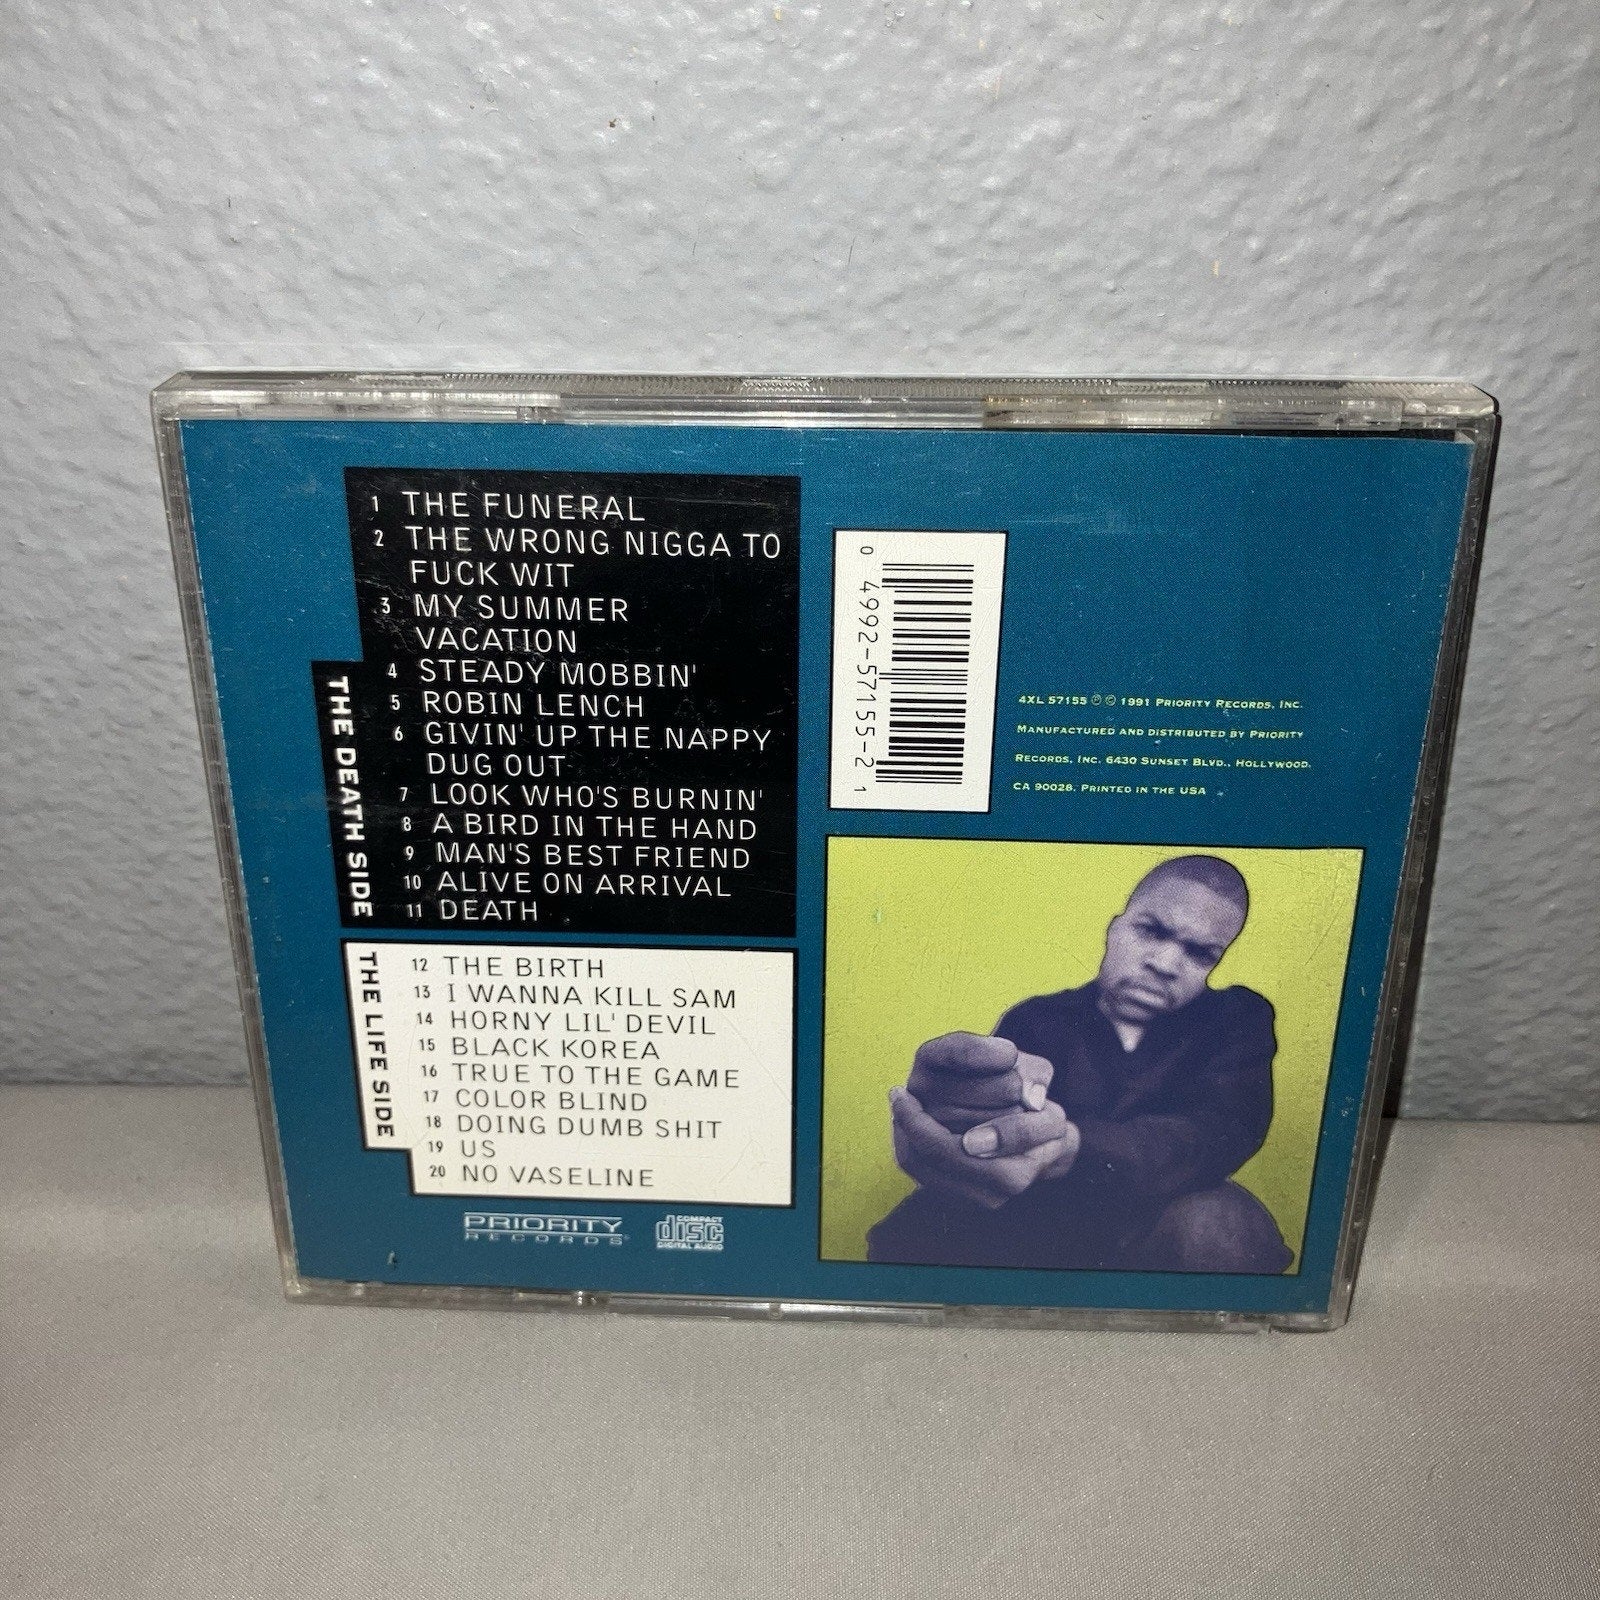 1 THE FUNERAL
2 THE WRONG NIGGA TO
FUCK WIT
3 MY SUMMER
VACATION
4 STEADY MOBBIN'
5 ROBIN LENCH
6 GIVIN' UP THE NAPPY
DUG OUT
7 LOOK WHO'S BURNIN'
8 A BIRD IN THE HAND
9 MAN'S BEST FRIEND
10 ALIVE ON ARRIVAL
11 DEATH
THE DEATH SIDE
12 THE BIRTH
13 I WANNA KILL SAM
14 HORNY LIL' DEVIL
15 BLACK KOREA
16 TRUE TO THE GAME
17 COLOR BLIND
18 DOING DUMB SHIT
19 US
20 NO VASELINE
THE LIFE SIDE
PRIORITY
RECORDS
COMPACT
disc
DIGITAL AUDIO
0 4992-57155-2 1
4XL 57155 ℗ © 1991 PRIORITY RECORDS, INC.
MANUFACTURED AND DISTRIBUTED BY PRIORITY
RECORDS, INC. 6430 SUNSET BLVD., HOLLYWOOD,
CA 90028. PRINTED IN THE USA